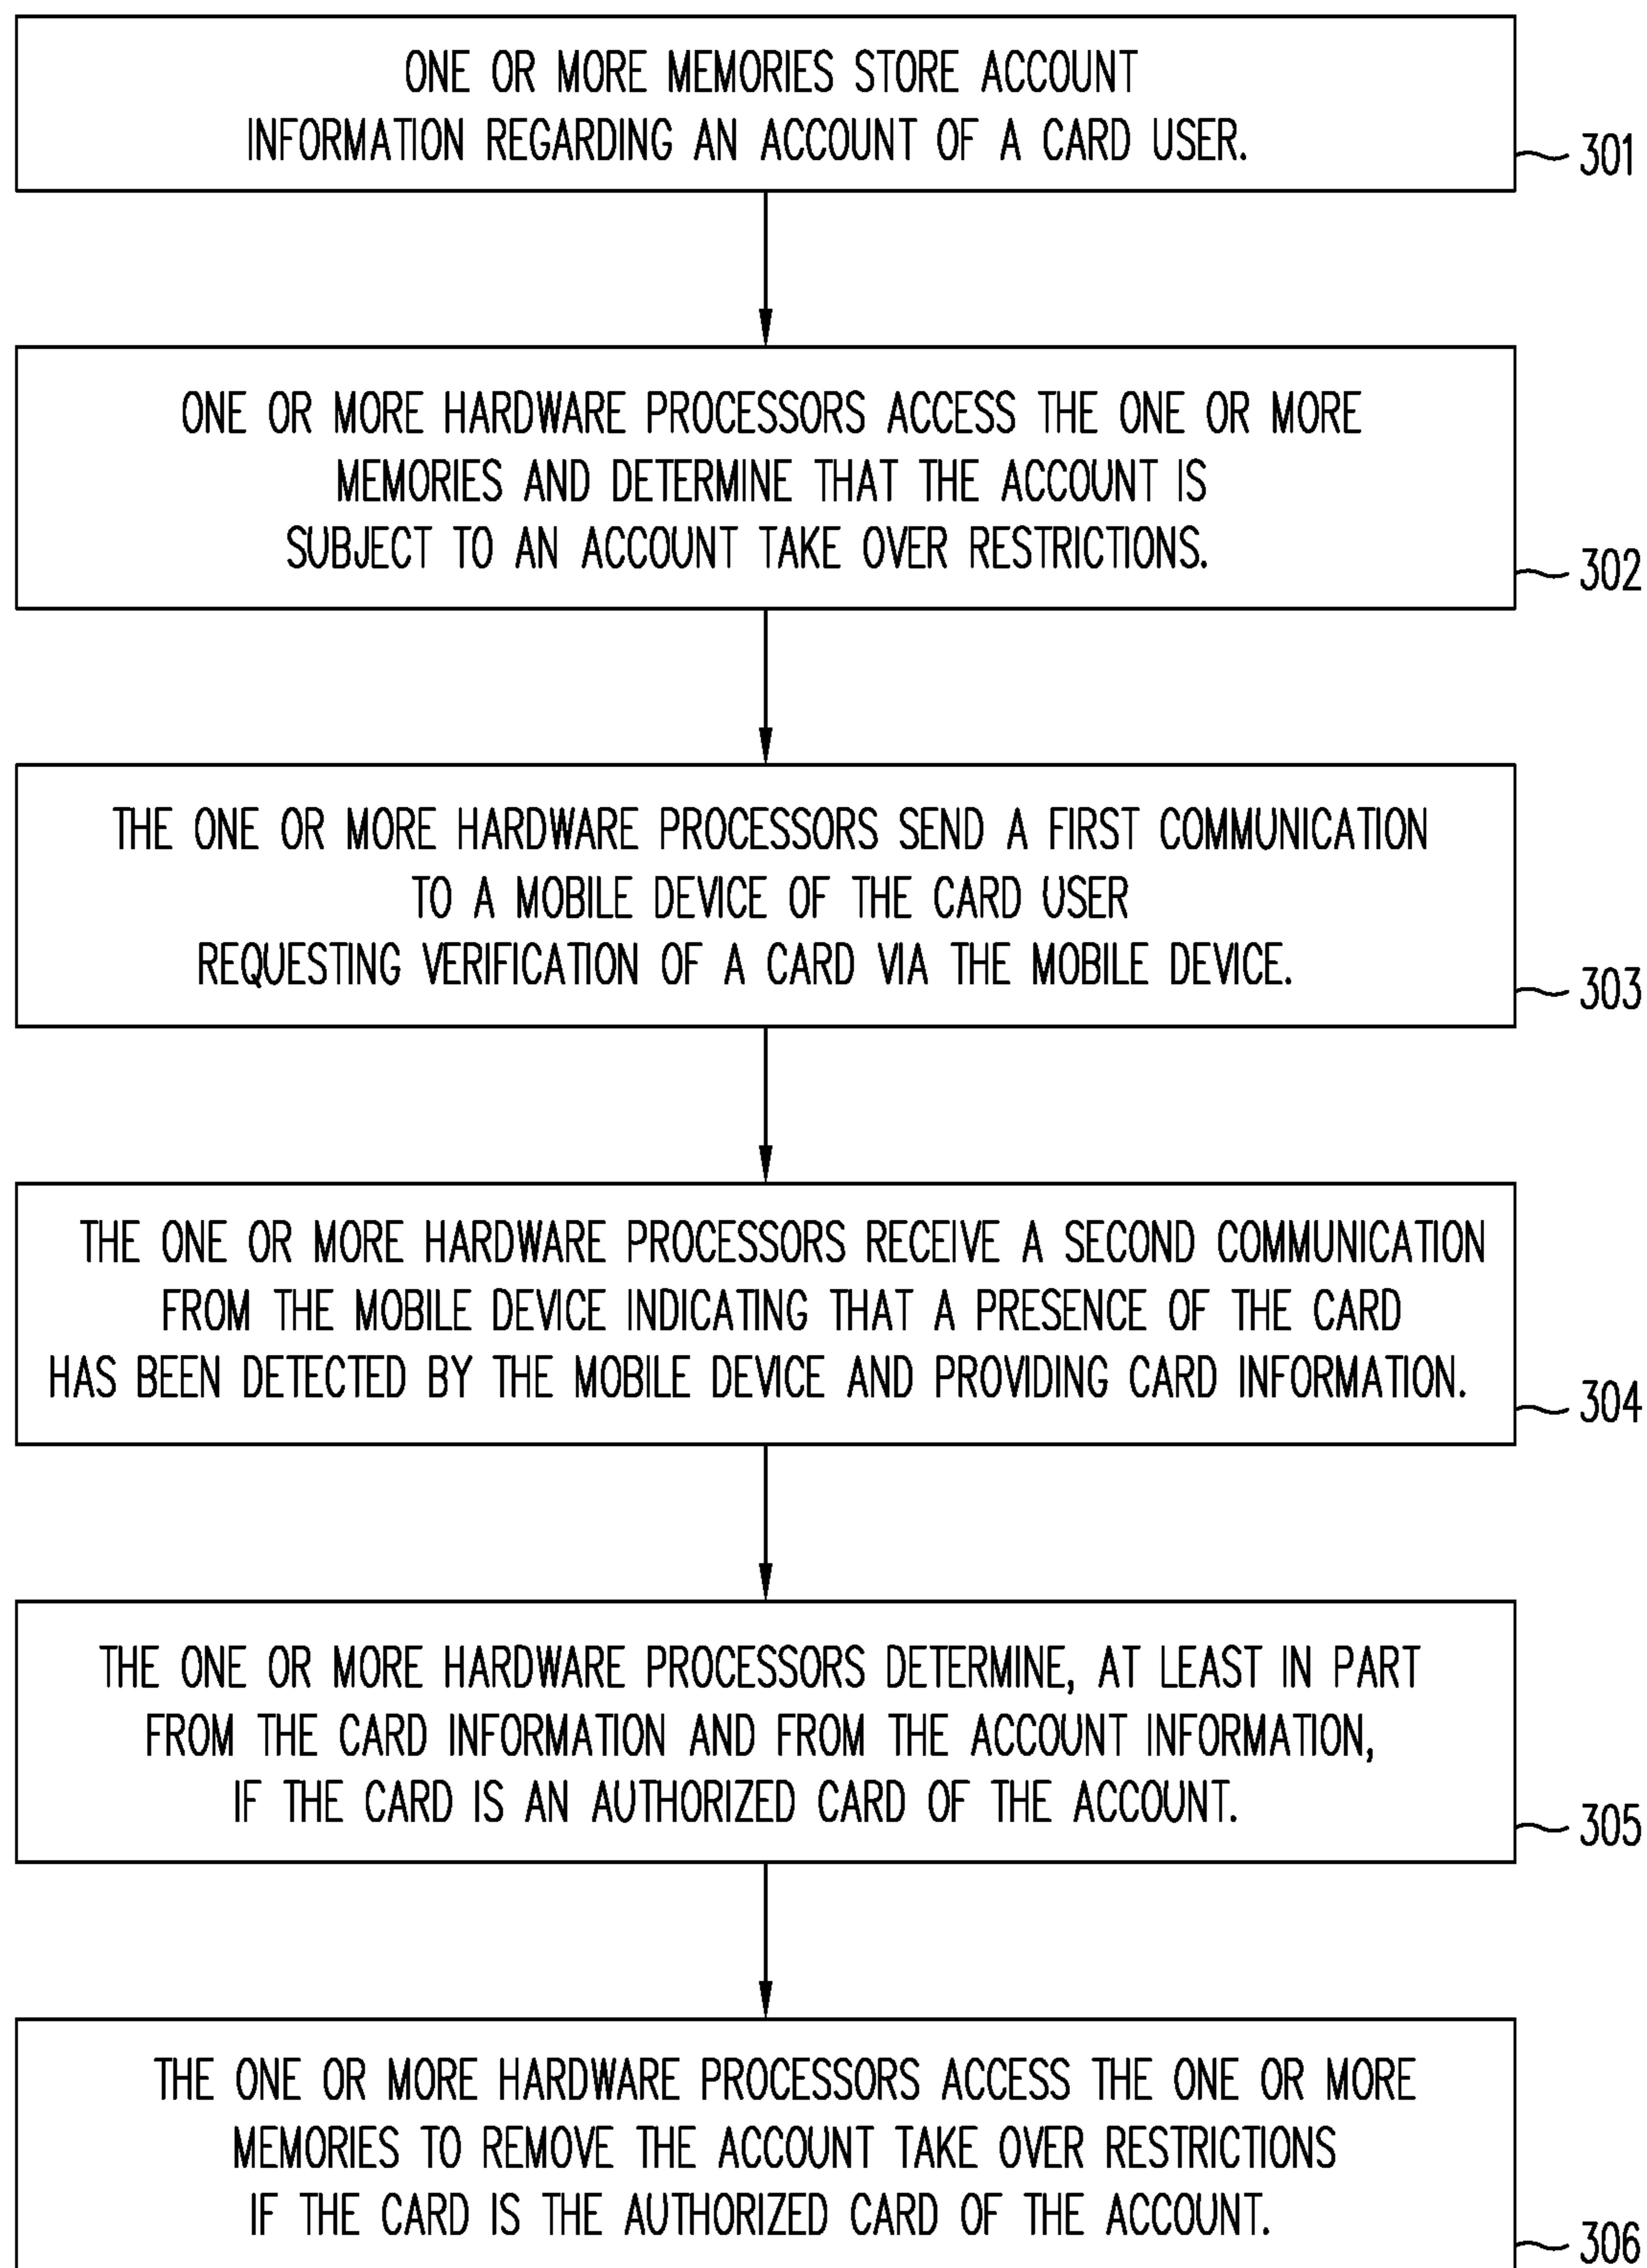 ONE OR MORE MEMORIES STORE ACCOUNT
INFORMATION REGARDING AN ACCOUNT OF A CARD USER.
301
ONE OR MORE HARDWARE PROCESSORS ACCESS THE ONE OR MORE
MEMORIES AND DETERMINE THAT THE ACCOUNT IS
SUBJECT TO AN ACCOUNT TAKE OVER RESTRICTIONS.
302
THE ONE OR MORE HARDWARE PROCESSORS SEND A FIRST COMMUNICATION
TO A MOBILE DEVICE OF THE CARD USER
REQUESTING VERIFICATION OF A CARD VIA THE MOBILE DEVICE.
303
THE ONE OR MORE HARDWARE PROCESSORS RECEIVE A SECOND COMMUNICATION
FROM THE MOBILE DEVICE INDICATING THAT A PRESENCE OF THE CARD
HAS BEEN DETECTED BY THE MOBILE DEVICE AND PROVIDING CARD INFORMATION.
304
THE ONE OR MORE HARDWARE PROCESSORS DETERMINE, AT LEAST IN PART
FROM THE CARD INFORMATION AND FROM THE ACCOUNT INFORMATION,
IF THE CARD IS AN AUTHORIZED CARD OF THE ACCOUNT.
305
THE ONE OR MORE HARDWARE PROCESSORS ACCESS THE ONE OR MORE
MEMORIES TO REMOVE THE ACCOUNT TAKE OVER RESTRICTIONS
IF THE CARD IS THE AUTHORIZED CARD OF THE ACCOUNT.
306